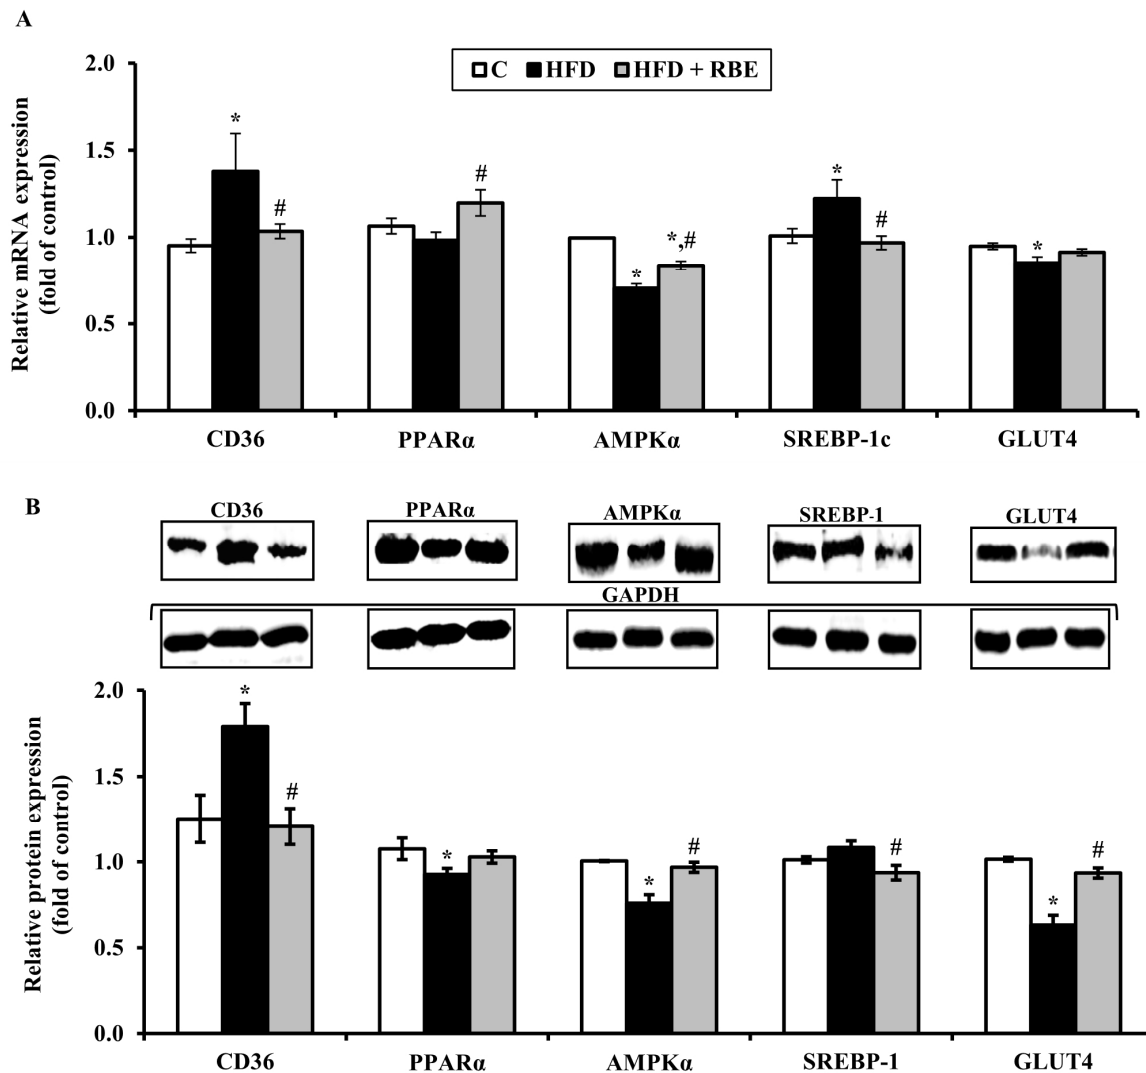 A
Relative mRNA expression
(fold of control)
2.0
1.5
1.0
0.5
0.0
C HFD HFD + RBE
* # # * *,# * # *
CD36 PPARα AMPKα SREBP-1c GLUT4
B
CD36 PPARα AMPKα SREBP-1 GLUT4
GAPDH
Relative protein expression
(fold of control)
2.0
1.5
1.0
0.5
0.0
* # * * # # * #
CD36 PPARα AMPKα SREBP-1 GLUT4